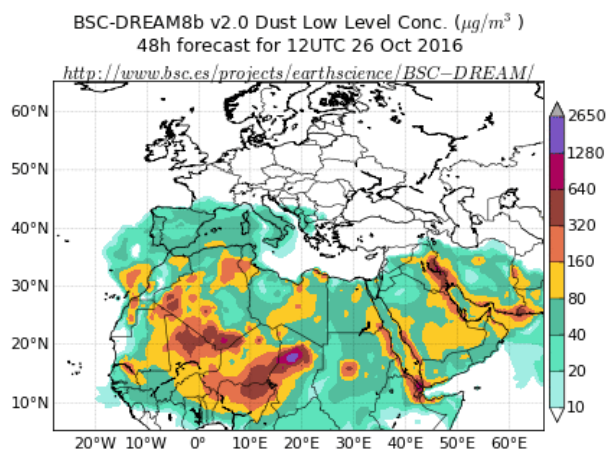 BSC-DREAM8b v2.0 Dust Low Level Conc. (μg/m³ )
48h forecast for 12UTC 26 Oct 2016
http://www.bsc.es/projects/earthscience/BSC−DREAM/
60°N
50°N
40°N
30°N
20°N
10°N
20°W 10°W 0° 10°E 20°E 30°E 40°E 50°E 60°E
2650
1280
640
320
160
80
40
20
10